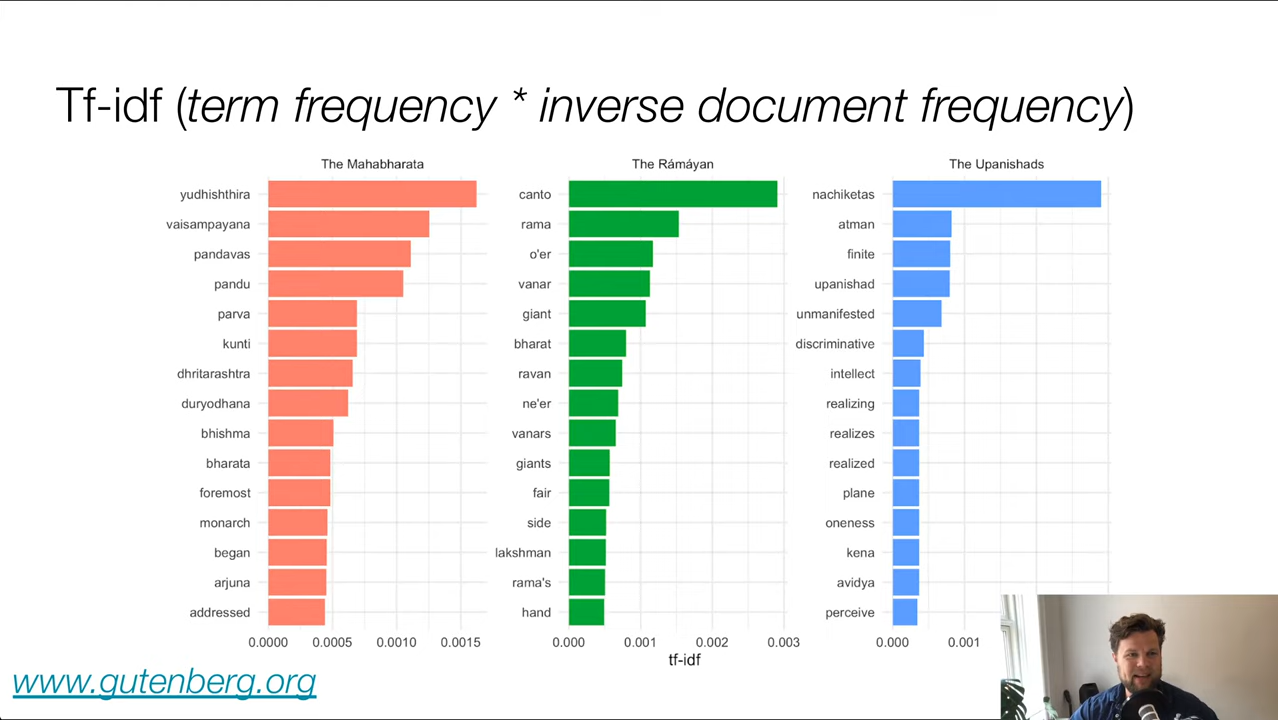 Tf-idf (term frequency * inverse document frequency)
The Mahabharata
yudhishthira
vaisampayana
pandavas
pandu
parva
kunti
dhritarashtra
duryodhana
bhishma
bharata
foremost
monarch
began
arjuna
addressed
0.0000 0.0005 0.0010 0.0015
The Rámáyan
canto
rama
o'er
vanar
giant
bharat
ravan
ne'er
vanars
giants
fair
side
lakshman
rama's
hand
0.000 0.001 0.002 0.003
The Upanishads
nachiketas
atman
finite
upanishad
unmanifested
discriminative
intellect
realizing
realizes
realized
plane
oneness
kena
avidya
perceive
0.000 0.001
tf-idf
www.gutenberg.org